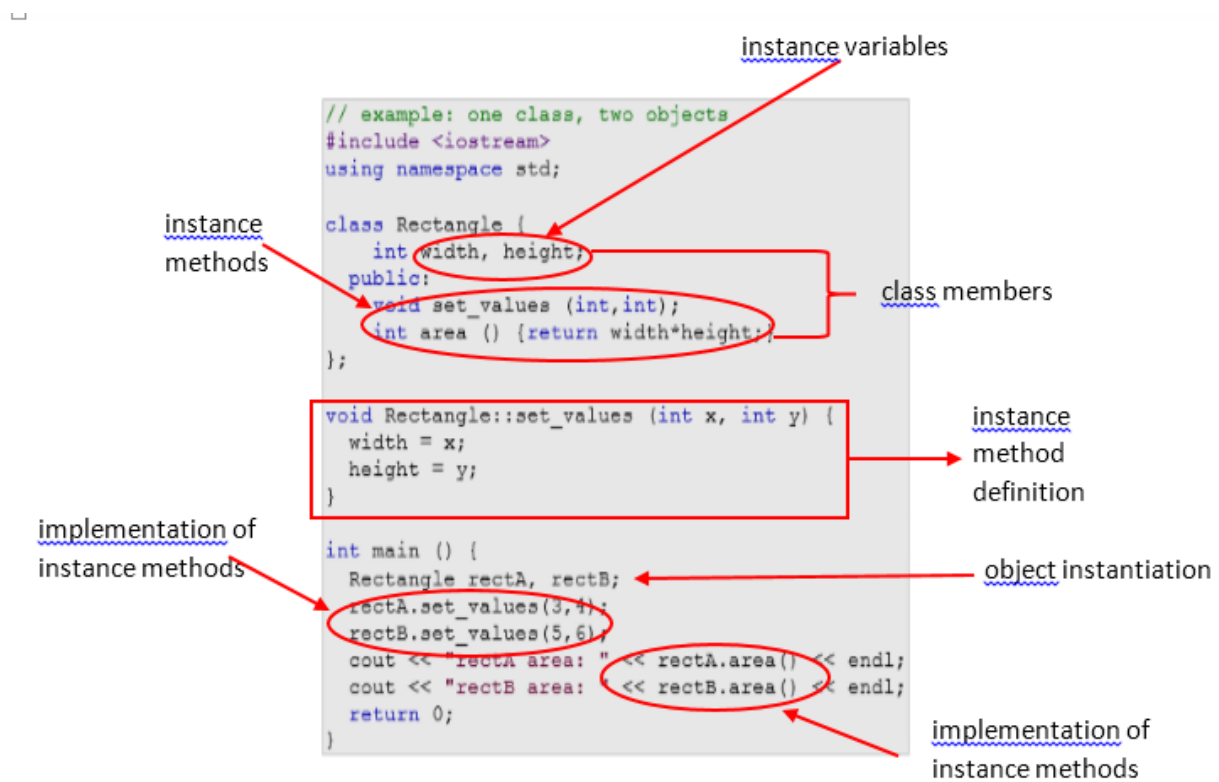 instance variables
// example: one class, two objects
#include <iostream>
using namespace std;
class Rectangle {
int width, height;
public:
void set_values (int,int);
int area () {return width*height;}
};
instance
methods
class members
void Rectangle::set_values (int x, int y) {
width = x;
height = y;
}
instance
method
definition
implementation of
instance methods
int main () {
Rectangle rectA, rectB;
object instantiation
rectA.set_values(3,4);
rectB.set_values(5,6);
cout << "rectA area: " << rectA.area() << endl;
cout << "rectB area: " << rectB.area() << endl;
return 0;
}
implementation of
instance methods